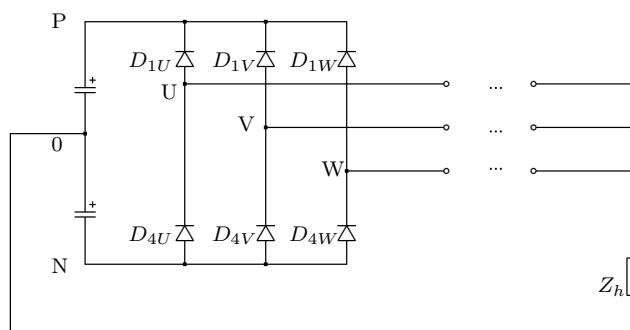 P
D1U D1V D1W
+
U
...
V
...
0
W
...
+
D4U D4V D4W
N
Zh